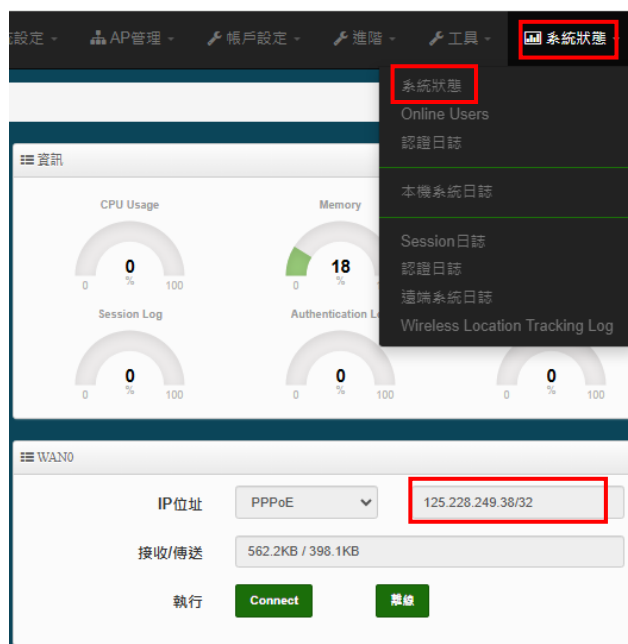 設定 AP管理 帳戶設定 進階 工具 系統狀態
系統狀態
Online Users
認證日誌
本機系統日誌
Session日誌
認證日誌
遠端系統日誌
Wireless Location Tracking Log
資訊
CPU Usage
0
%
0 100
Memory
18
%
0
Session Log
0
%
0 100
Authentication
0
%
0 100
0
%
0 100
WAN0
IP位址 PPPoE 125.228.249.38/32
接收/傳送 562.2KB / 398.1KB
執行 Connect 離線